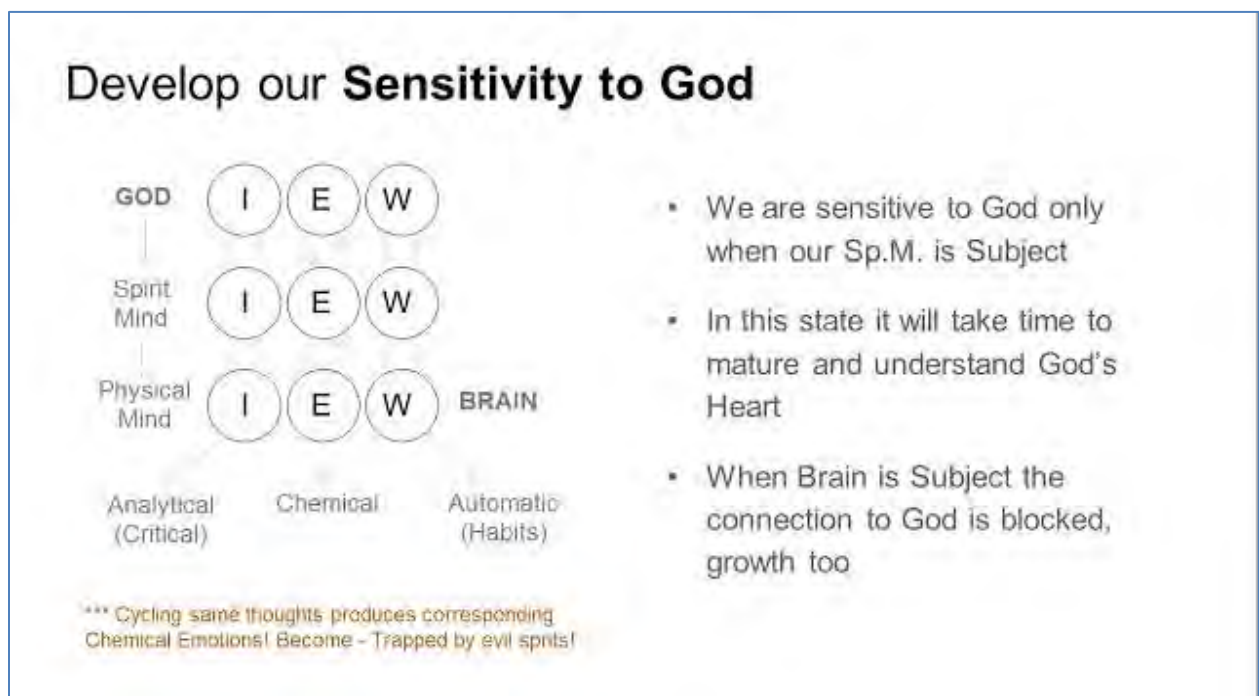 Develop our Sensitivity to God
GOD I E W
Spirit
Mind
I E W
Physical
Mind
I E W BRAIN
Analytical
(Critical)
Chemical
Automatic
(Habits)
*** Cycling same thoughts produces corresponding
Chemical Emotions! Become - Trapped by evil spirits!
• We are sensitive to God only
when our Sp.M. is Subject
• In this state it will take time to
mature and understand God's
Heart
• When Brain is Subject the
connection to God is blocked,
growth too